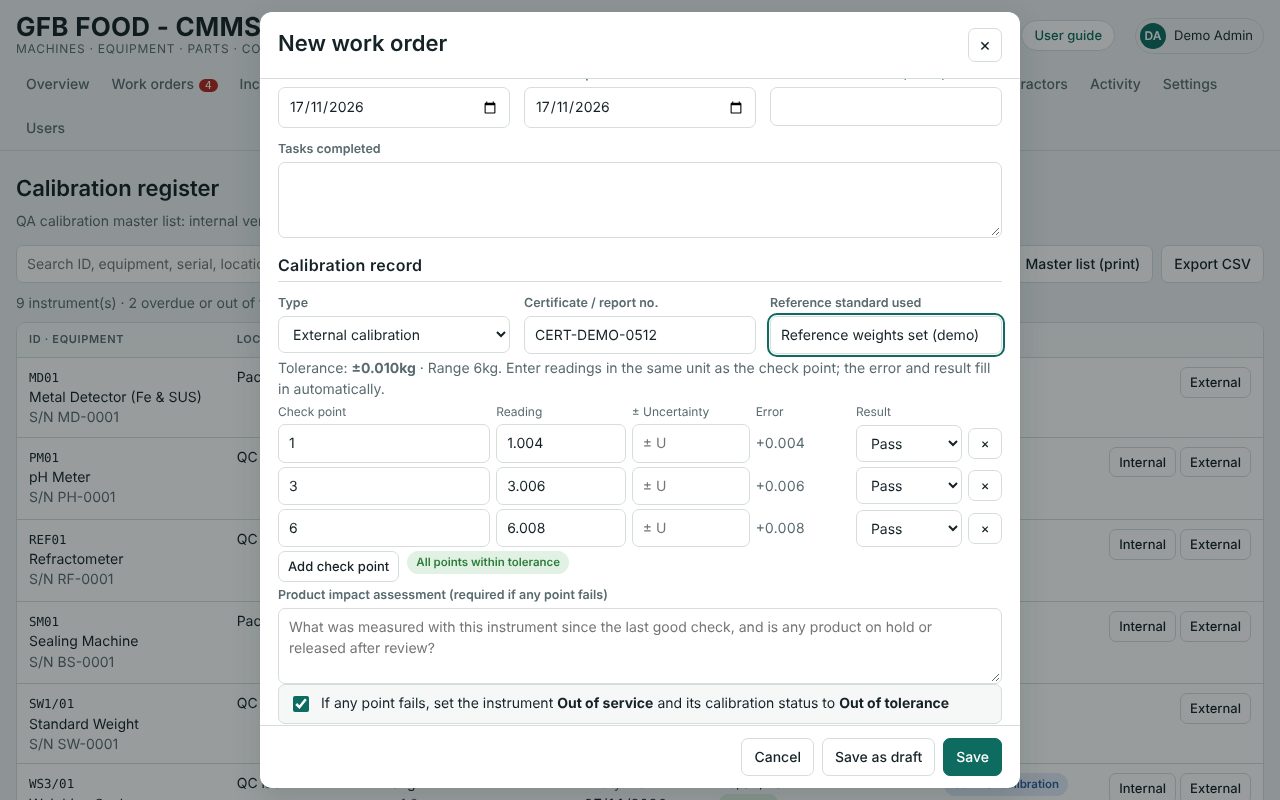 GFB FOOD - CMMS
MACHINES · EQUIPMENT · PARTS · CO
User guide
DA Demo Admin
Overview Work orders 4 Inc ractors Activity Settings
Users
Calibration register
QA calibration master list: internal ver
Search ID, equipment, serial, locatio
Master list (print) Export CSV
9 instrument(s) · 2 overdue or out of
ID · EQUIPMENT LOC
MD01 Pac
Metal Detector (Fe & SUS)
S/N MD-0001
External
PM01 QC
pH Meter
S/N PH-0001
Internal External
REF01 QC
Refractometer
S/N RF-0001
Internal External
SM01 Pac
Sealing Machine
S/N BS-0001
Internal External
SW1/01 QC
Standard Weight
S/N SW-0001
External
WS3/01 QC
Internal External
New work order
×
17/11/2026 17/11/2026
Tasks completed
Calibration record
Type Certificate / report no. Reference standard used
External calibration CERT-DEMO-0512 Reference weights set (demo)
Tolerance: ±0.010kg · Range 6kg. Enter readings in the same unit as the check point; the error and result fill
in automatically.
Check point Reading ± Uncertainty Error Result
1 1.004 ± U +0.004 Pass ×
3 3.006 ± U +0.006 Pass ×
6 6.008 ± U +0.008 Pass ×
Add check point All points within tolerance
Product impact assessment (required if any point fails)
What was measured with this instrument since the last good check, and is any product on hold or
released after review?
If any point fails, set the instrument Out of service and its calibration status to Out of tolerance
Cancel Save as draft Save